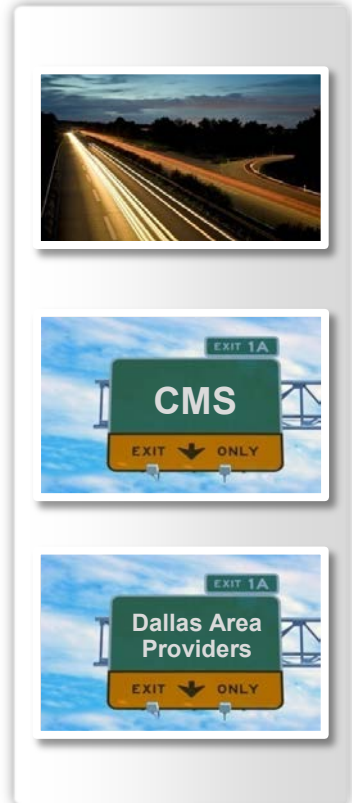 EXIT 1A
CMS
EXIT ONLY
EXIT 1A
Dallas Area
Providers
EXIT ONLY